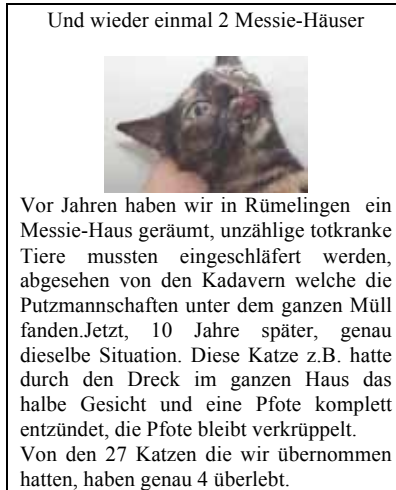 Und wieder einmal 2 Messie-Häuser
Vor Jahren haben wir in Rümelingen ein
Messie-Haus geräumt, unzählige totkranke
Tiere mussten eingeschläfert werden,
abgesehen von den Kadavern welche die
Putzmannschaften unter dem ganzen Müll
fanden.Jetzt, 10 Jahre später, genau
dieselbe Situation. Diese Katze z.B. hatte
durch den Dreck im ganzen Haus das
halbe Gesicht und eine Pfote komplett
entzündet, die Pfote bleibt verkrüppelt.
Von den 27 Katzen die wir übernommen
hatten, haben genau 4 überlebt.